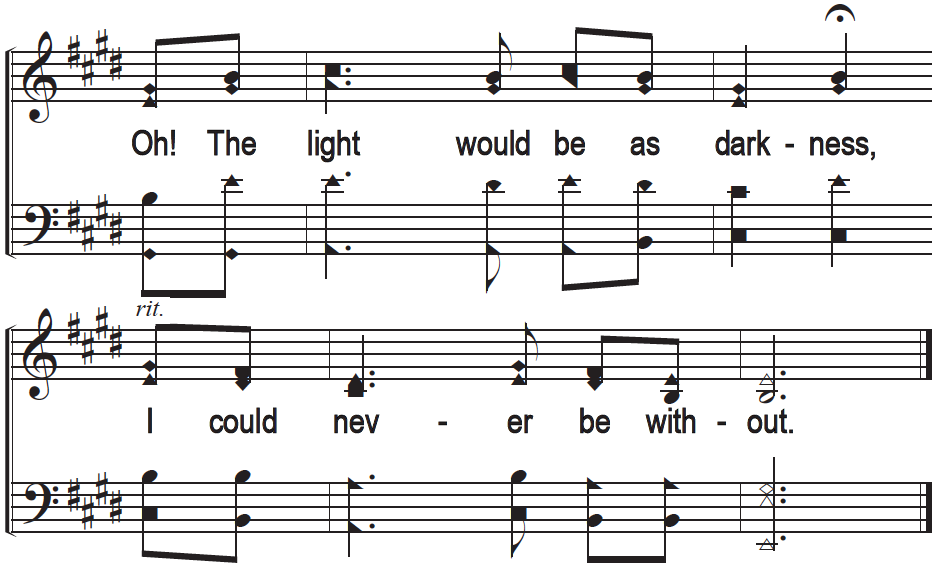 Oh! The light would be as dark - ness,
rit.
I could nev - er be with - out.